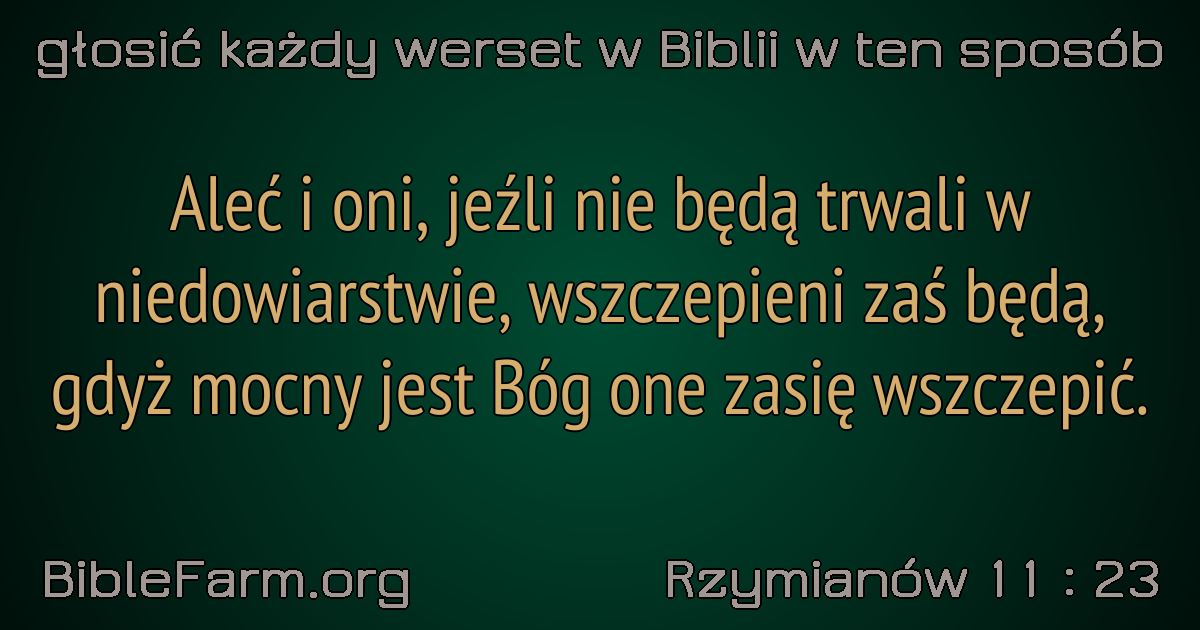 głosić każdy werset w Biblii w ten sposób
Aleć i oni, jeźli nie będą trwali w
niedowiarstwie, wszczepieni zaś będą,
gdyż mocny jest Bóg one zasię wszczepić.
BibleFarm.org
Rzymianów 11 : 23